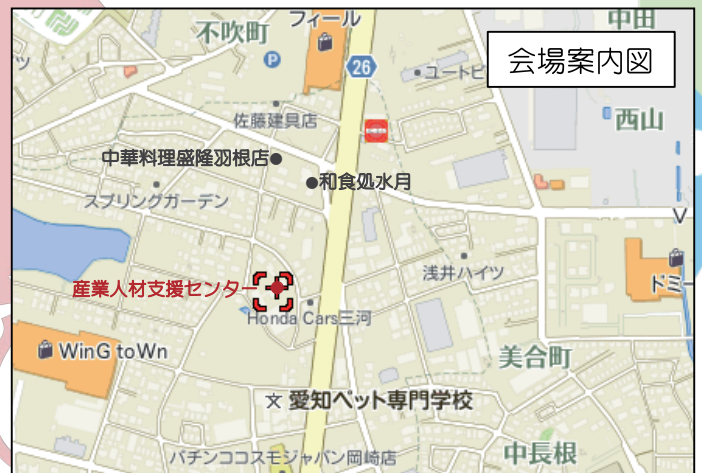 中田
フィール
不吹町
会場案内図
ツ
P
26
ユートピ
佐藤建具店
西山
中華料理盛隆羽根店
和食処水月
スプリングガーデン
V
浅井ハイツ
ドミー
産業人材支援センター
Honda Cars三河
WinG toWn
美合町
文 愛知ペット専門学校
パチンココスモジャパン岡崎店
中長根